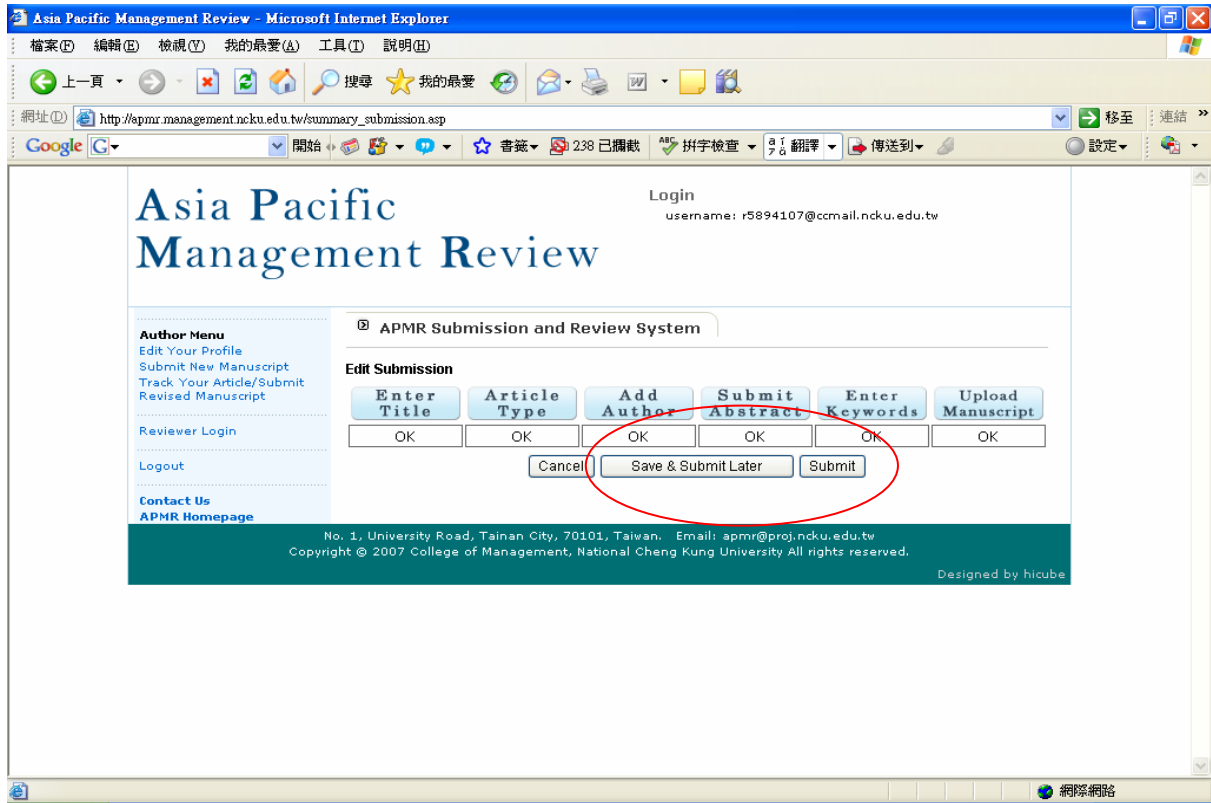 Asia Pacific Management Review - Microsoft Internet Explorer
檔案(F) 編輯(E) 檢視(V) 我的最愛(A) 工具(T) 說明(H)
上一頁 搜尋 我的最愛
網址(D) http://apmr.management.ncku.edu.tw/summary_submission.asp 移至 連結 »
Google G 開始 書籤 238 已攔截 ABC 拼字檢查 翻譯 傳送到 設定
Asia Pacific
Management Review
Login
username: r5894107@ccmail.ncku.edu.tw
Author Menu
Edit Your Profile
Submit New Manuscript
Track Your Article/Submit
Revised Manuscript
Reviewer Login
Logout
Contact Us
APMR Homepage
APMR Submission and Review System
Edit Submission
Enter Title Article Type Add Author Submit Abstract Enter Keywords Upload Manuscript
OK OK OK OK OK OK
Cancel Save & Submit Later Submit
No. 1, University Road, Tainan City, 70101, Taiwan. Email: apmr@proj.ncku.edu.tw
Copyright © 2007 College of Management, National Cheng Kung University All rights reserved.
Designed by hicube
網際網路